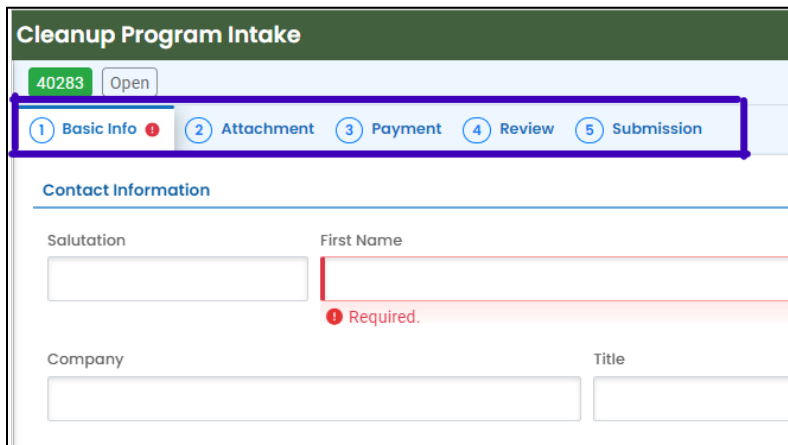 Cleanup Program Intake
40283 Open
1 Basic Info ! 2 Attachment 3 Payment 4 Review 5 Submission
Contact Information
Salutation First Name
! Required.
Company Title